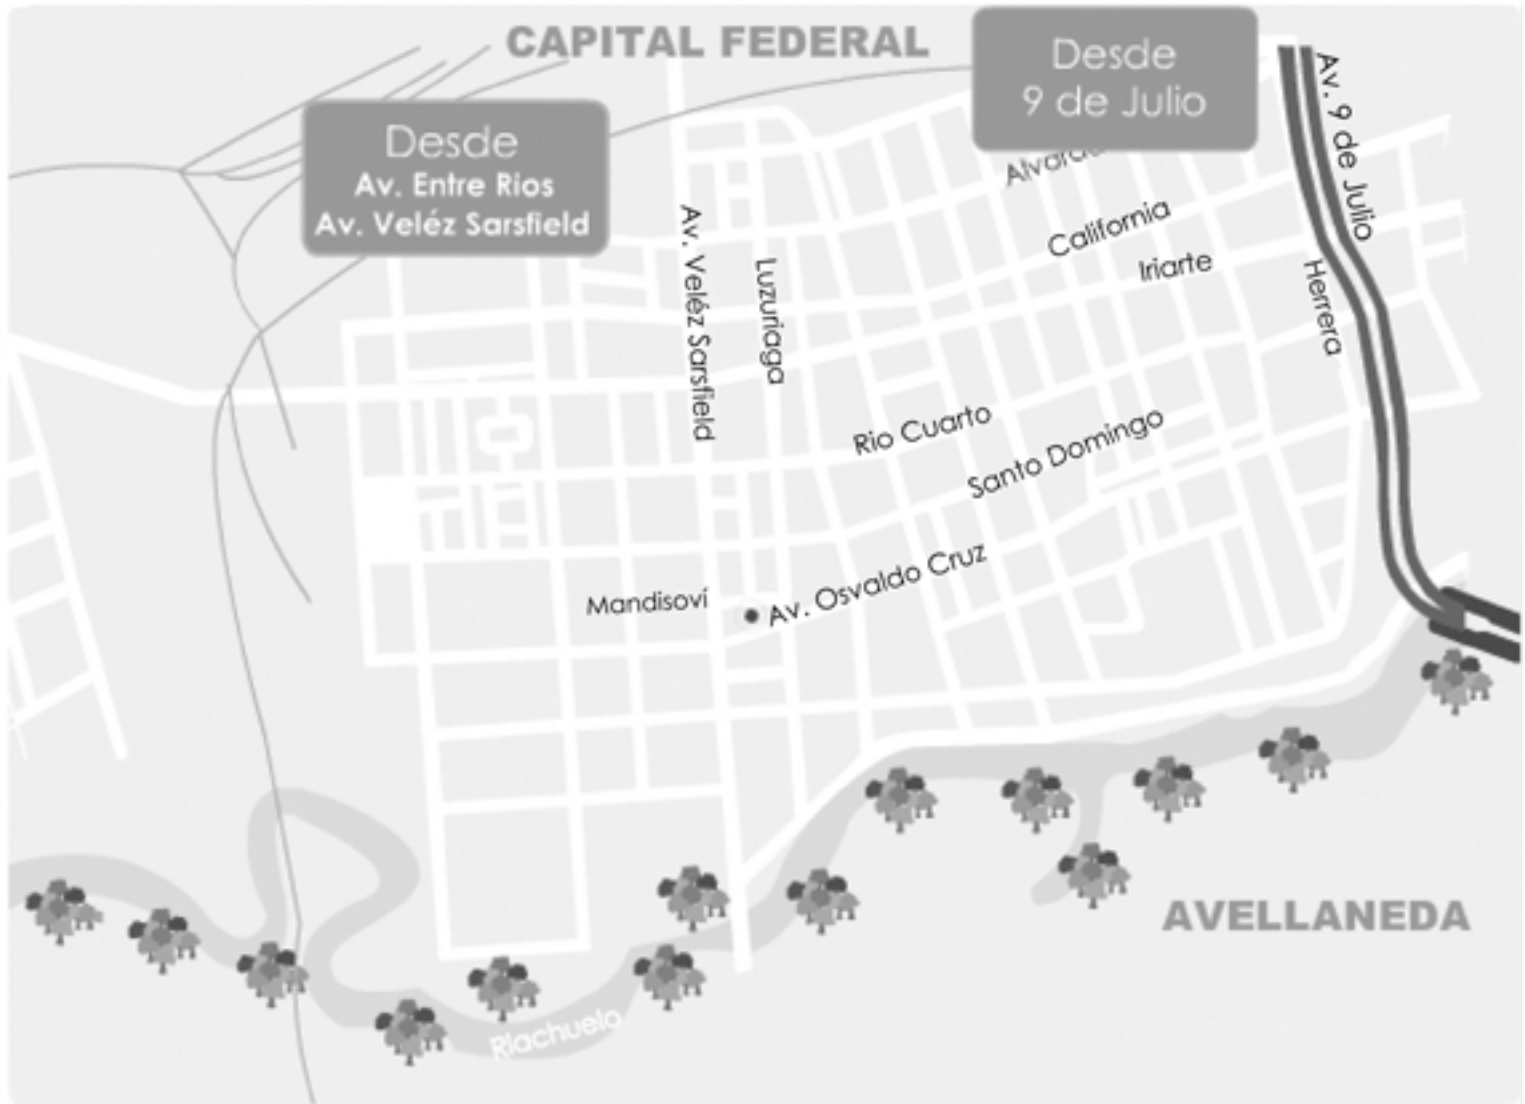 CAPITAL FEDERAL
Desde
9 de Julio
Desde
Av. Entre Rios
Av. Veléz Sarsfield
Av. 9 de Julio
California
Iriarte
Herrera
Av. Veléz Sarsfield
Luzuriaga
Rio Cuarto
Santo Domingo
Av. Osvaldo Cruz
Mandisoví
AVELLANEDA
Riachuelo